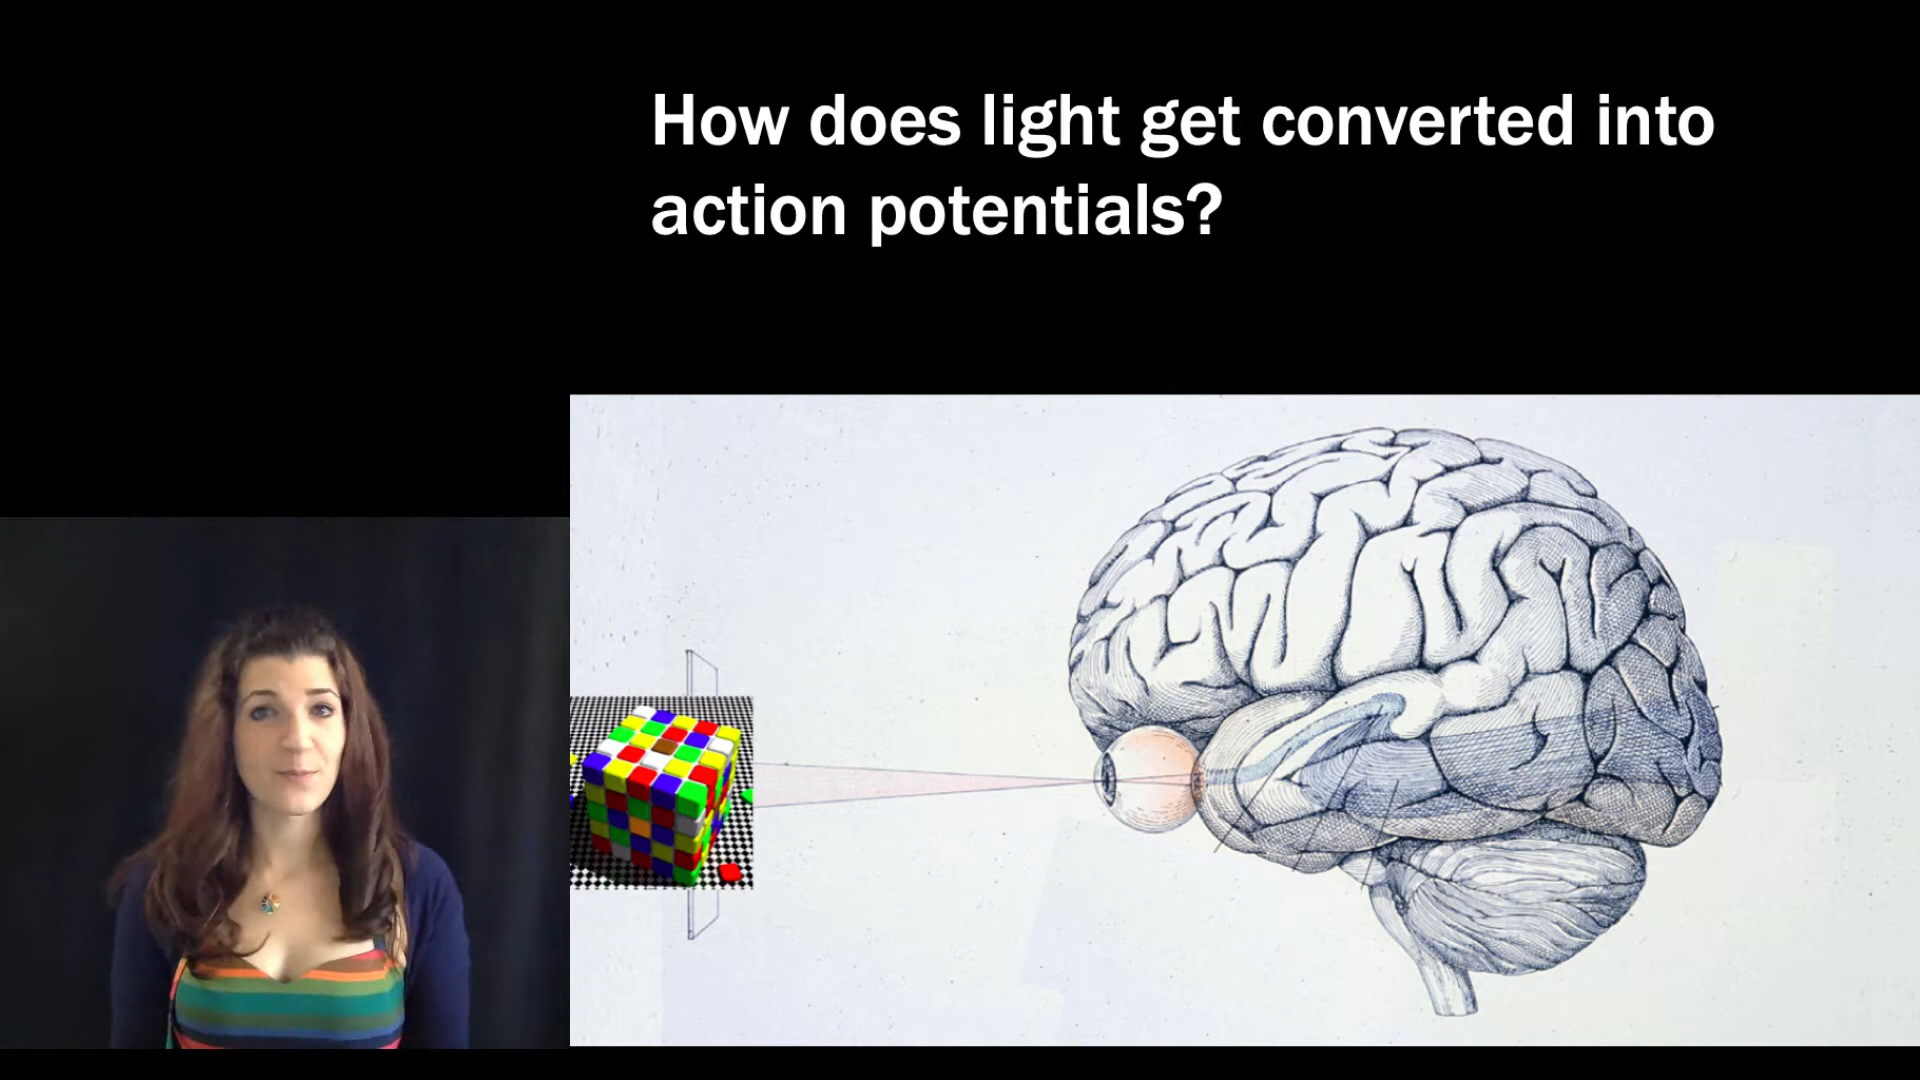 How does light get converted into
action potentials?